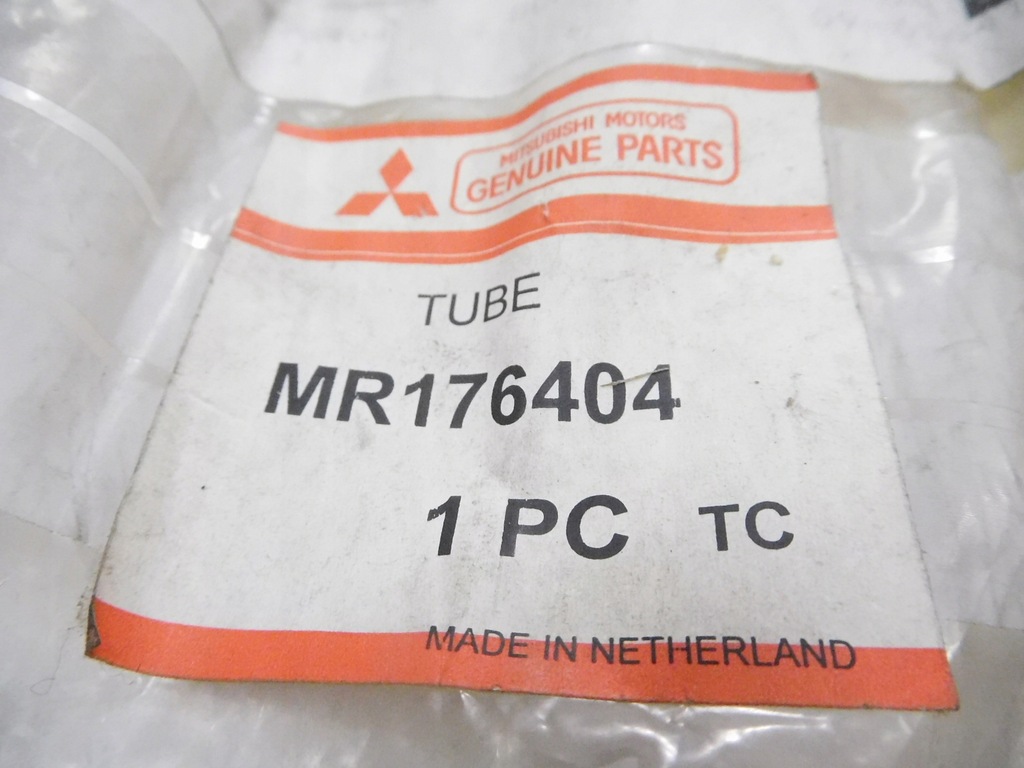 MITSUBISHI MOTORS
GENUINE PARTS
TUBE
MR176404
1 PC TC
MADE IN NETHERLAND